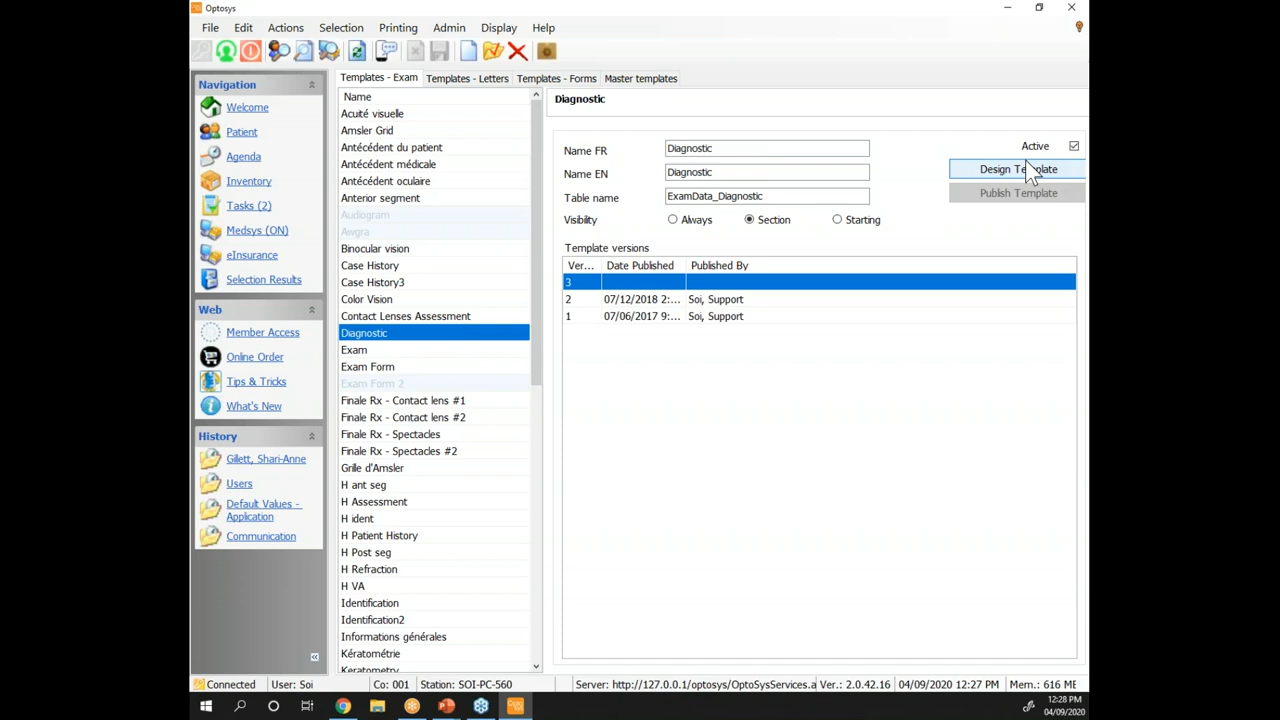 Optosys
File Edit Actions Selection Printing Admin Display Help
Navigation
Welcome
Patient
Agenda
Inventory
Tasks (2)
Medsys (ON)
eInsurance
Selection Results
Web
Member Access
Online Order
Tips & Tricks
What's New
History
Gillett, Shari-Anne
Users
Default Values -
Application
Communication
Templates - Exam Templates - Letters Templates - Forms Master templates
Name
Acuité visuelle
Amsler Grid
Antécédent du patient
Antécédent médicale
Antécédent oculaire
Anterior segment
Audiogram
Awgra
Binocular vision
Case History
Case History3
Color Vision
Contact Lenses Assessment
Diagnostic
Exam
Exam Form
Exam Form 2
Finale Rx - Contact lens #1
Finale Rx - Contact lens #2
Finale Rx - Spectacles
Finale Rx - Spectacles #2
Grille d'Amsler
H ant seg
H Assessment
H ident
H Patient History
H Post seg
H Refraction
H VA
Identification
Identification2
Informations générales
Kératométrie
Keratometry
Diagnostic
Name FR Diagnostic
Name EN Diagnostic
Table name ExamData_Diagnostic
Visibility Always Section Starting
Active
Design Template
Publish Template
Template versions
Ver... Date Published Published By
3
2 07/12/2018 2:... Soi, Support
1 07/06/2017 9:... Soi, Support
Connected User: Soi Co: 001 Station: SOI-PC-560 Server: http://127.0.0.1/optosys/OptoSysServices.a Ver.: 2.0.42.16 04/09/2020 12:27 PM Mem.: 616 ME
12:28 PM
04/09/2020